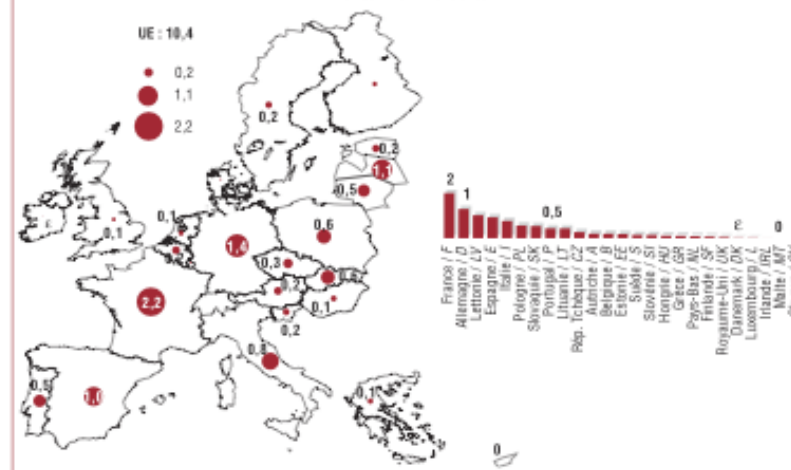 UE : 10,4
0,2
1,1
2,2
0,2
0,2
1,1
0,5
0,1
0,1
0,6
1,4
0,3
0,6
0,2
0,1
2,2
0,2
0,8
0,5
1,0
0,1
0
2
1
0,5
ε
0
France / F
Allemagne / D
Lettonie / LV
Espagne / E
Italie / I
Pologne / PL
Slovaquie / SK
Portugal / P
Lituanie / LT
Rép. Tchèque / CZ
Autriche / A
Belgique / B
Estonie / EE
Suède / S
Slovénie / SI
Hongrie / HU
Grèce / GR
Pays-Bas / NL
Finlande / SF
Royaume-Uni / UK
Danemark / DK
Luxembourg / L
Irlande / IRL
Malte / MT